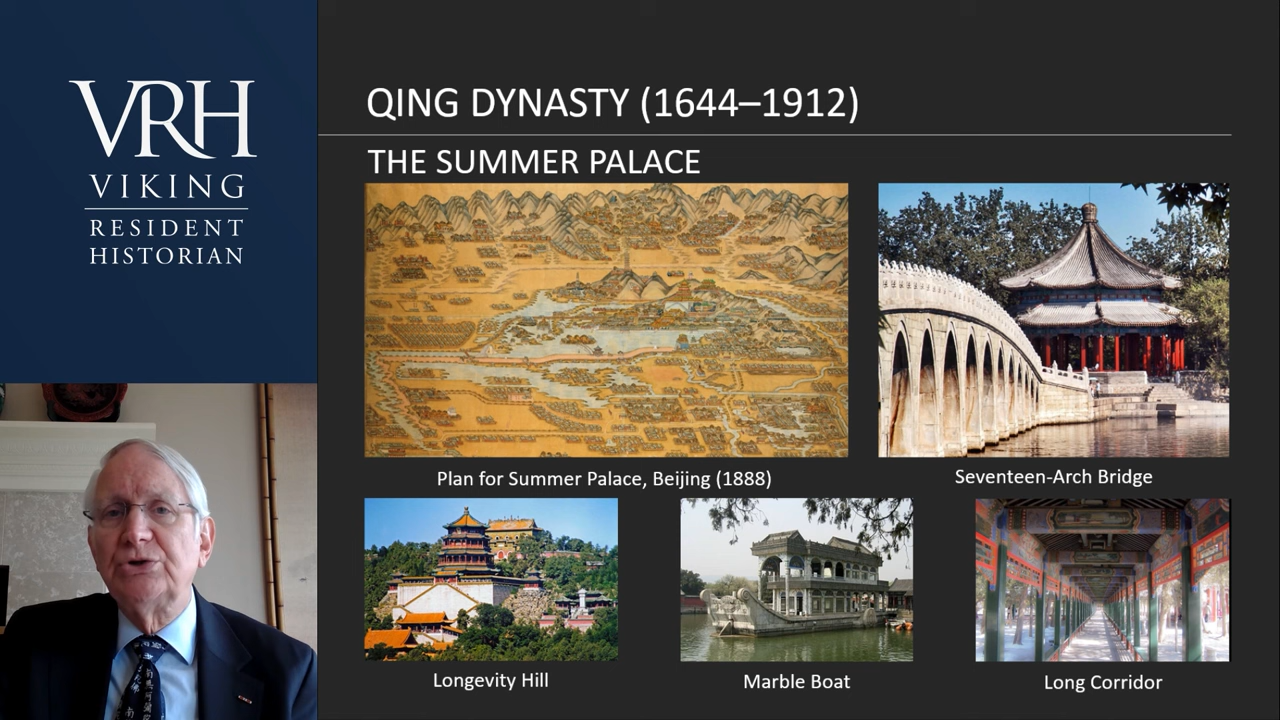 VRH
VIKING
RESIDENT
HISTORIAN
QING DYNASTY (1644–1912)
THE SUMMER PALACE
Plan for Summer Palace, Beijing (1888)
Seventeen-Arch Bridge
Longevity Hill
Marble Boat
Long Corridor